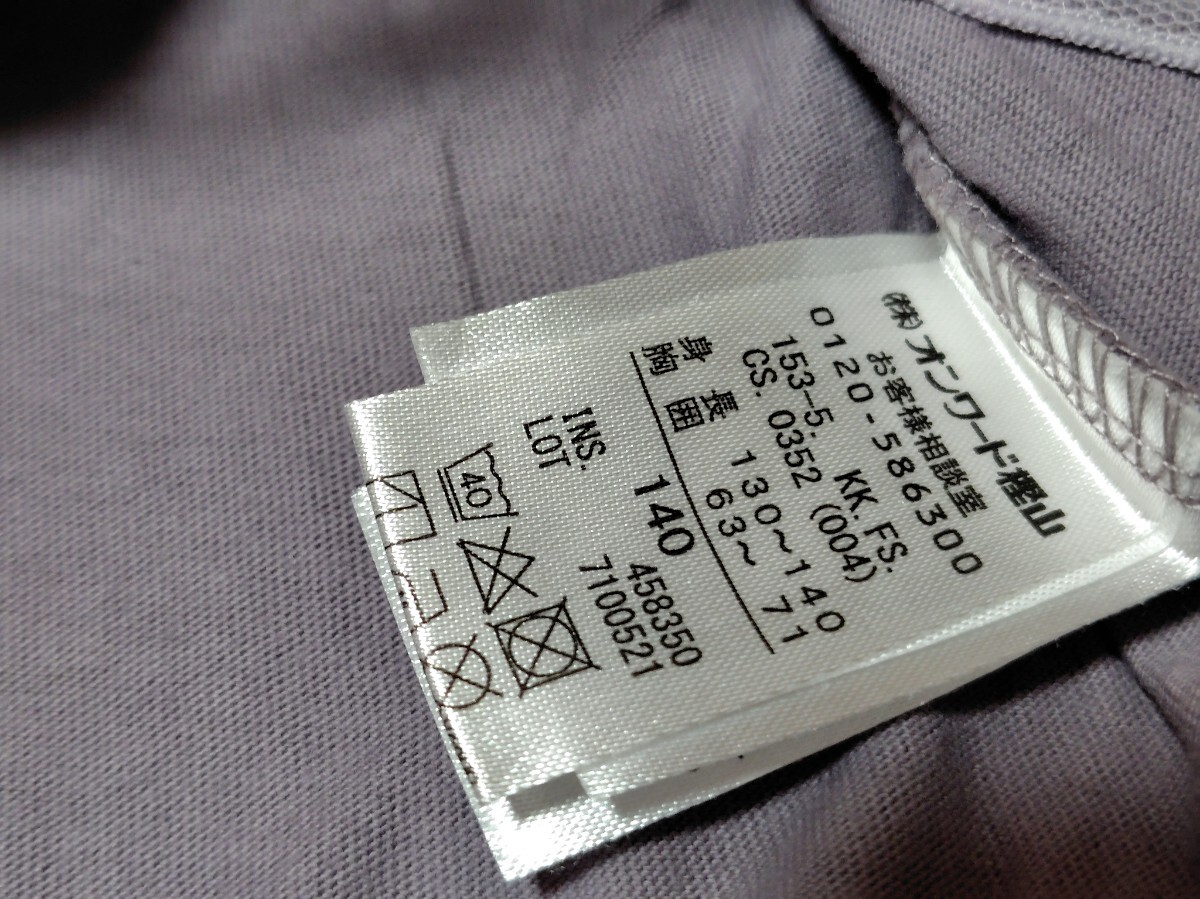 (株)オンワード樫山
お客様相談室
0120-586300
153-5. KK. FS.
CS. 0352 (004)
身長 130～140
胸囲 63～ 71
140
INS. 458350
LOT 7100521
40